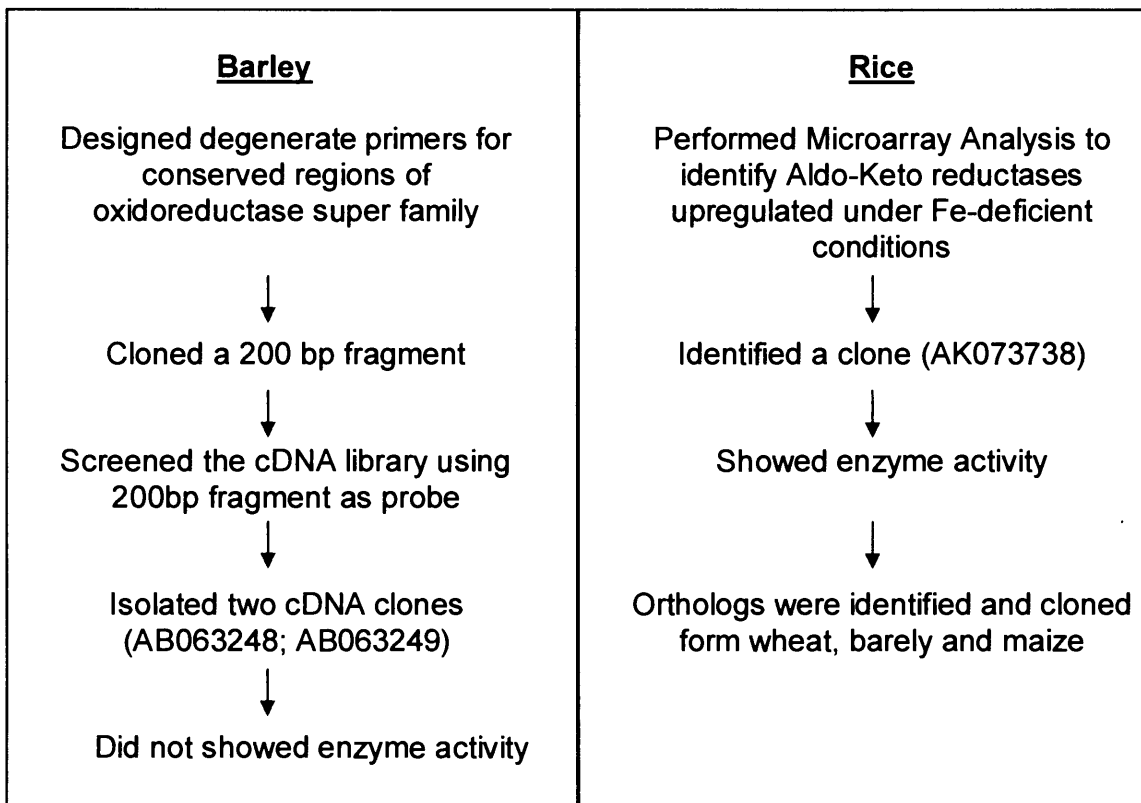 Barley
Designed degenerate primers for
conserved regions of
oxidoreductase super family
Cloned a 200 bp fragment
Screened the cDNA library using
200bp fragment as probe
Isolated two cDNA clones
(AB063248; AB063249)
Did not showed enzyme activity
Rice
Performed Microarray Analysis to
identify Aldo-Keto reductases
upregulated under Fe-deficient
conditions
Identified a clone (AK073738)
Showed enzyme activity
Orthologs were identified and cloned
form wheat, barely and maize